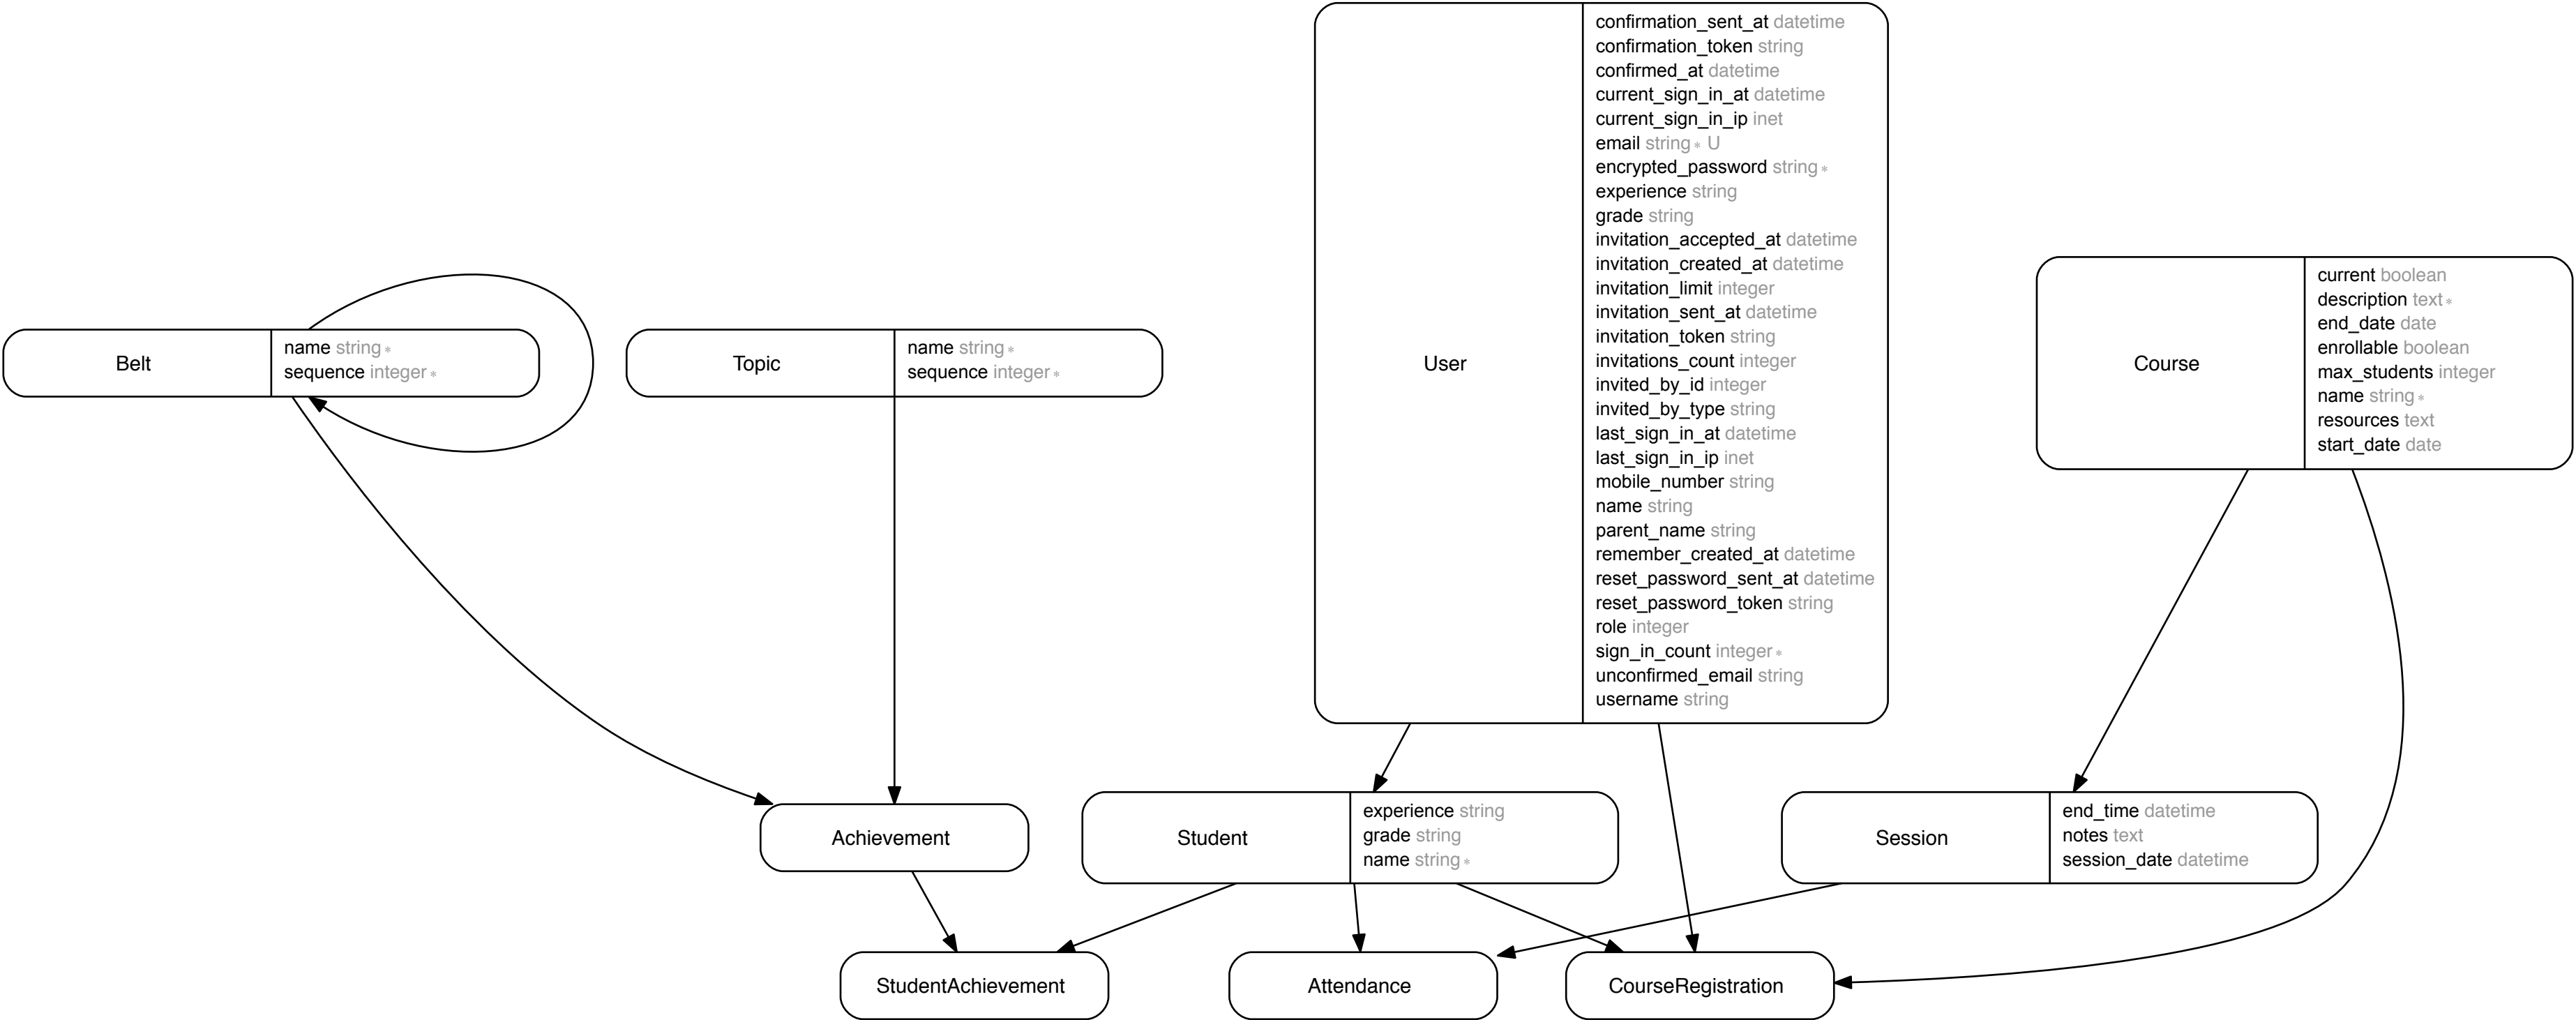 Belt
name string*
sequence integer*
Topic
name string*
sequence integer*
User
confirmation_sent_at datetime
confirmation_token string
confirmed_at datetime
current_sign_in_at datetime
current_sign_in_ip inet
email string* U
encrypted_password string*
experience string
grade string
invitation_accepted_at datetime
invitation_created_at datetime
invitation_limit integer
invitation_sent_at datetime
invitation_token string
invitations_count integer
invited_by_id integer
invited_by_type string
last_sign_in_at datetime
last_sign_in_ip inet
mobile_number string
name string
parent_name string
remember_created_at datetime
reset_password_sent_at datetime
reset_password_token string
role integer
sign_in_count integer*
unconfirmed_email string
username string
Course
current boolean
description text*
end_date date
enrollable boolean
max_students integer
name string*
resources text
start_date date
Achievement
Student
experience string
grade string
name string*
Session
end_time datetime
notes text
session_date datetime
StudentAchievement
Attendance
CourseRegistration